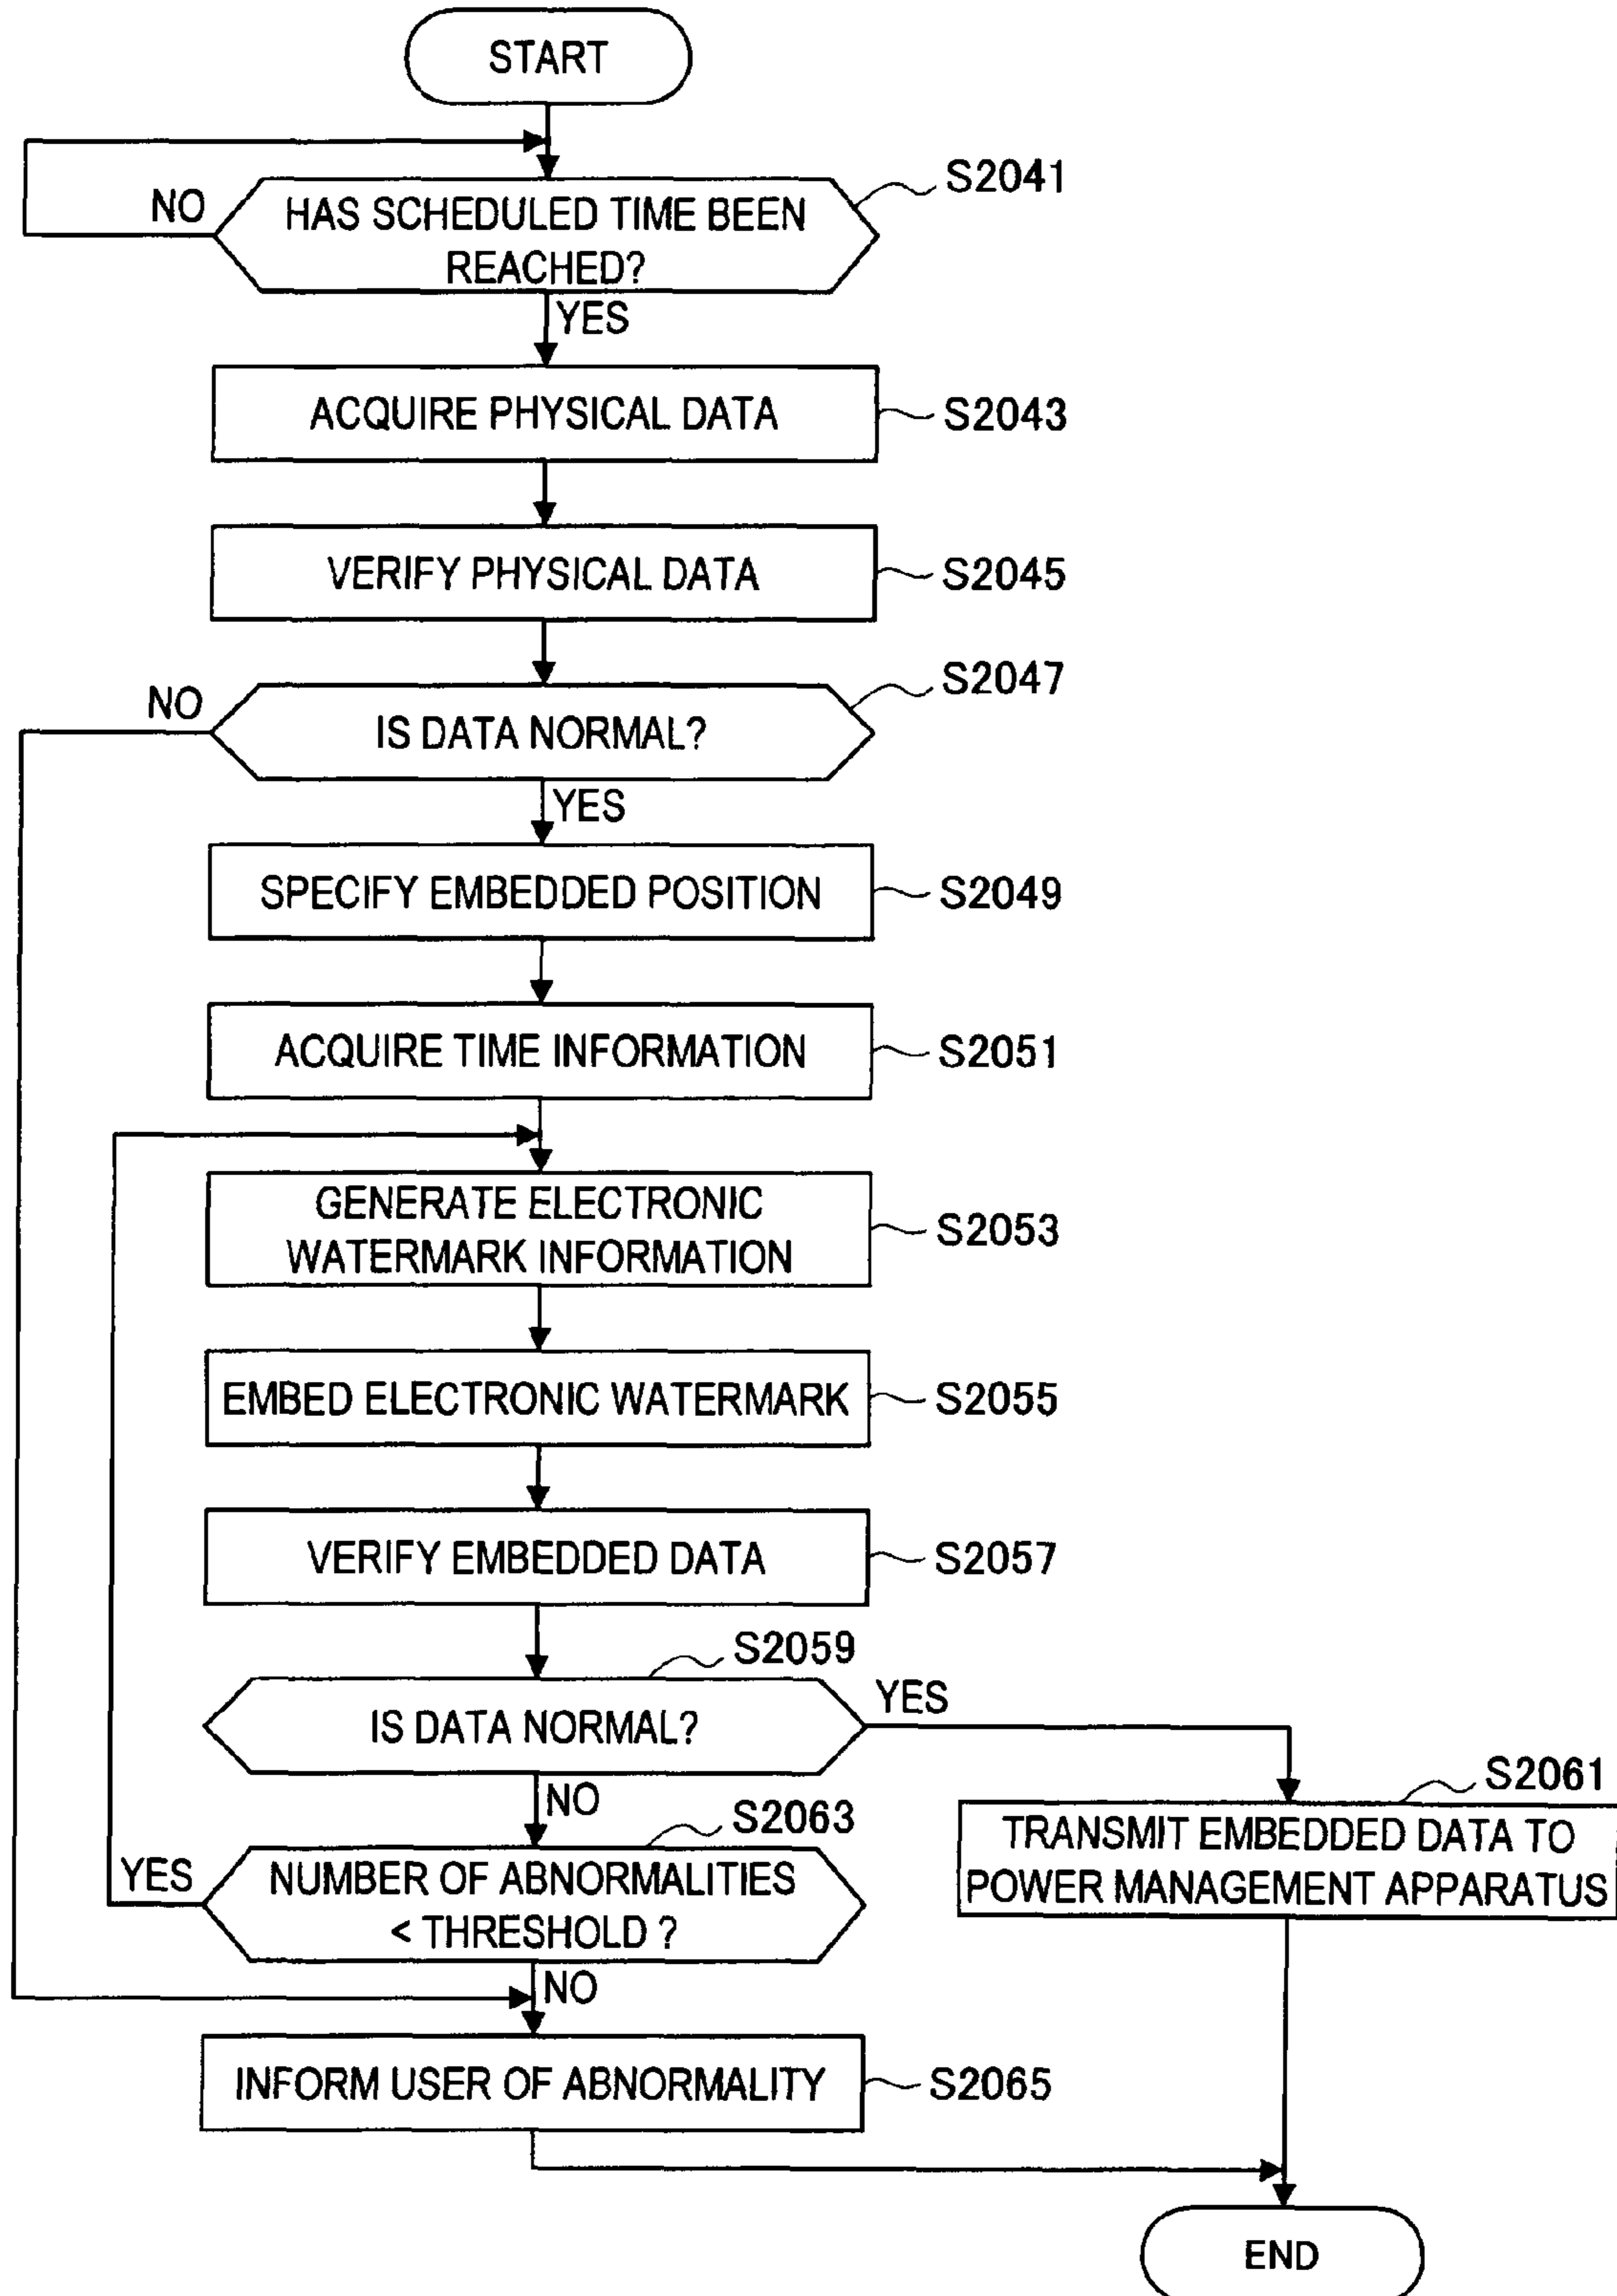 START
S2041
NO
HAS SCHEDULED TIME BEEN
REACHED?
YES
ACQUIRE PHYSICAL DATA
S2043
VERIFY PHYSICAL DATA
S2045
S2047
NO
IS DATA NORMAL?
YES
SPECIFY EMBEDDED POSITION
S2049
ACQUIRE TIME INFORMATION
S2051
GENERATE ELECTRONIC
WATERMARK INFORMATION
S2053
EMBED ELECTRONIC WATERMARK
S2055
VERIFY EMBEDDED DATA
S2057
S2059
IS DATA NORMAL?
YES
NO
S2061
TRANSMIT EMBEDDED DATA TO
POWER MANAGEMENT APPARATUS
S2063
YES
NUMBER OF ABNORMALITIES
< THRESHOLD ?
NO
INFORM USER OF ABNORMALITY
S2065
END